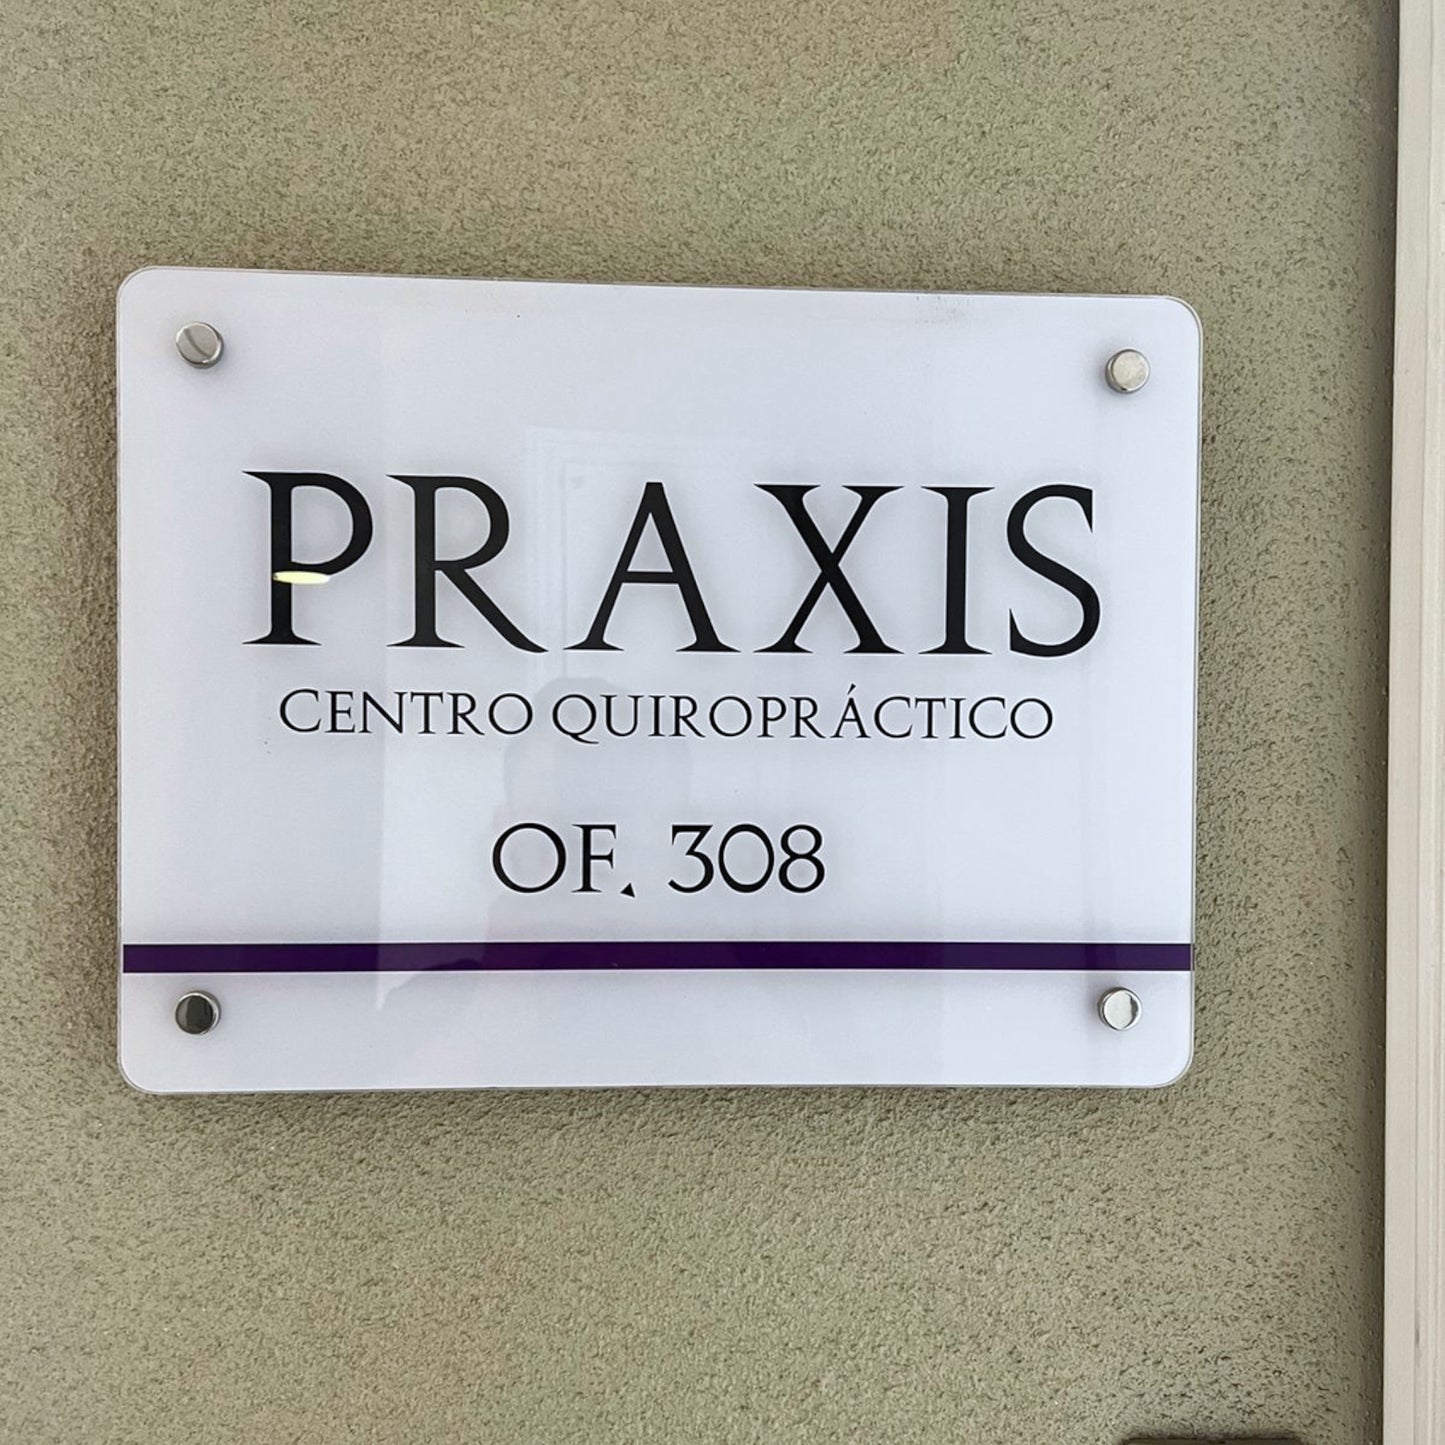 PRAXIS
CENTRO QUIROPRÁCTICO
OF. 308